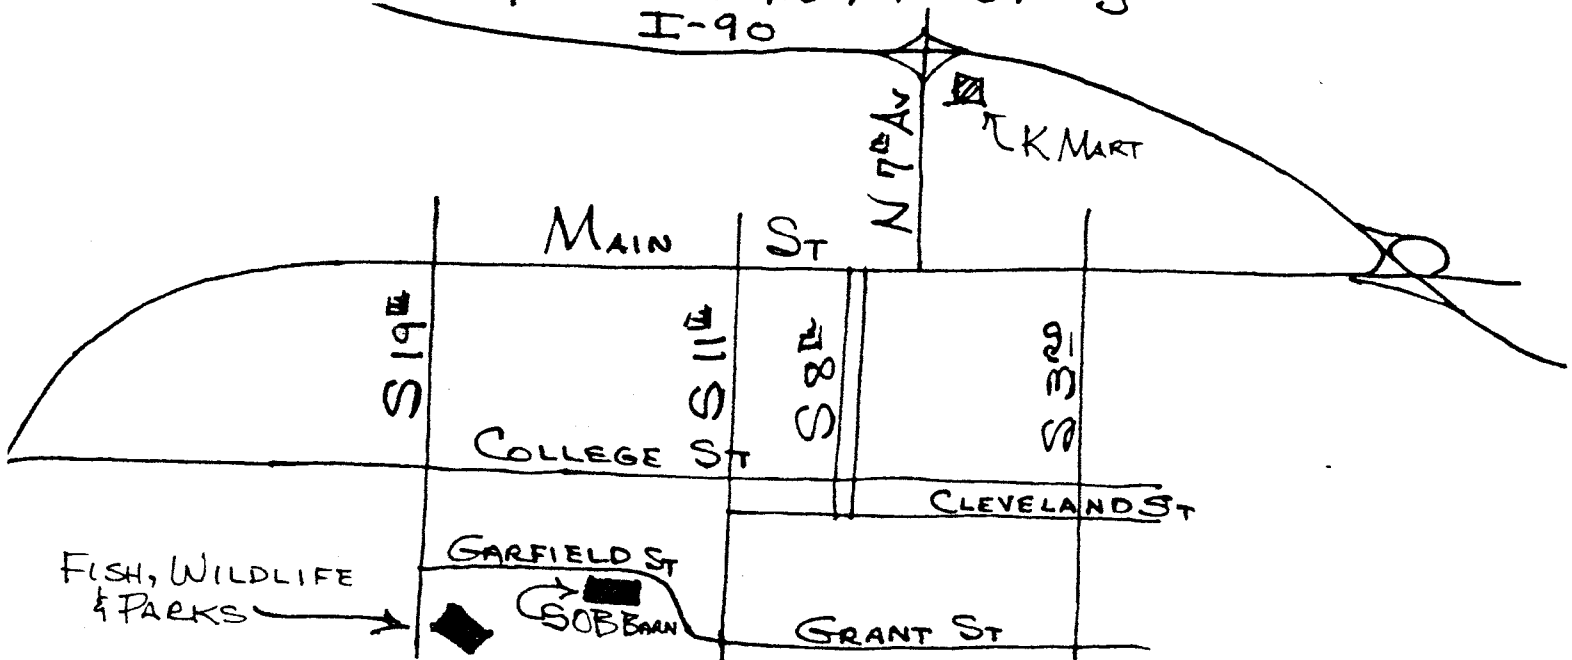 I-90
N 7th Av
K MART
MAIN ST
S 19th
S 11th
S 8th
S 3RD
COLLEGE ST
CLEVELAND ST
GARFIELD ST
FISH, WILDLIFE
& PARKS
SOB BARN
GRANT ST